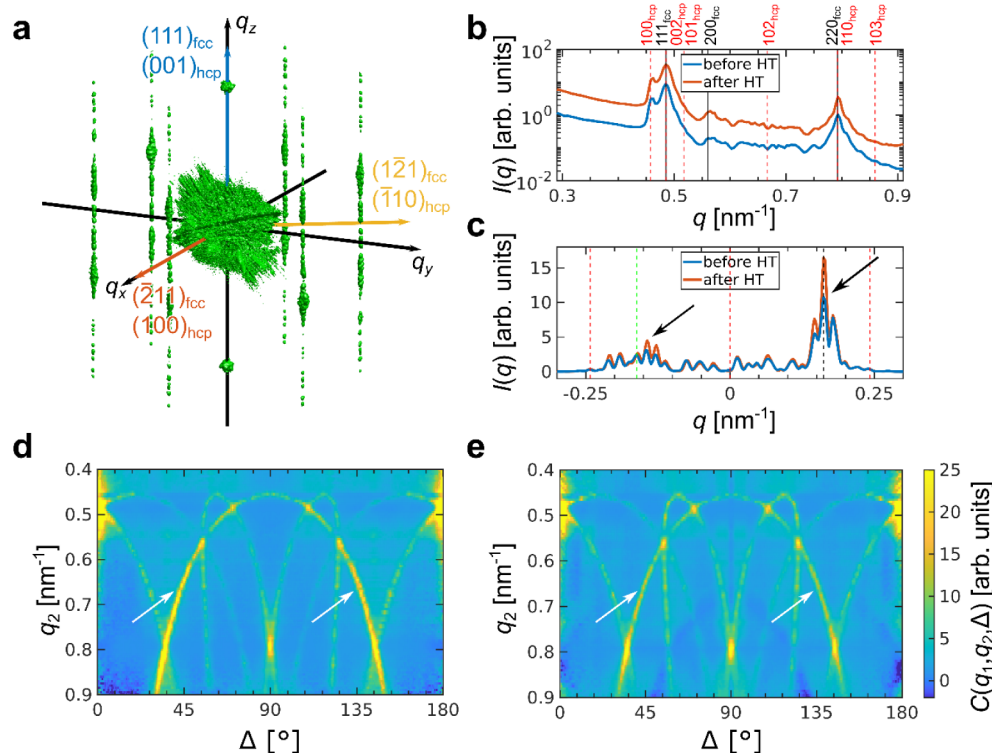 a
q_z
(111)_fcc
(001)_hcp
(1̄21)_fcc
(1̄10)_hcp
q_y
q_x
(2̄11)_fcc
(100)_hcp
b
100_hcp
111_fcc
002_hcp
101_hcp
200_fcc
102_hcp
220_fcc
110_hcp
103_hcp
before HT
after HT
I(q) [arb. units]
10^2
10^0
10^-2
0.3 0.5 0.7 0.9
q [nm^-1]
c
before HT
after HT
I(q) [arb. units]
15
10
5
0
-0.25 0 0.25
q [nm^-1]
d
q_2 [nm^-1]
0.4
0.5
0.6
0.7
0.8
0.9
0 45 90 135 180
Δ [°]
e
q_2 [nm^-1]
0.4
0.5
0.6
0.7
0.8
0.9
0 45 90 135 180
Δ [°]
25
20
15
10
5
0
C(q_1,q_2,Δ) [arb. units]